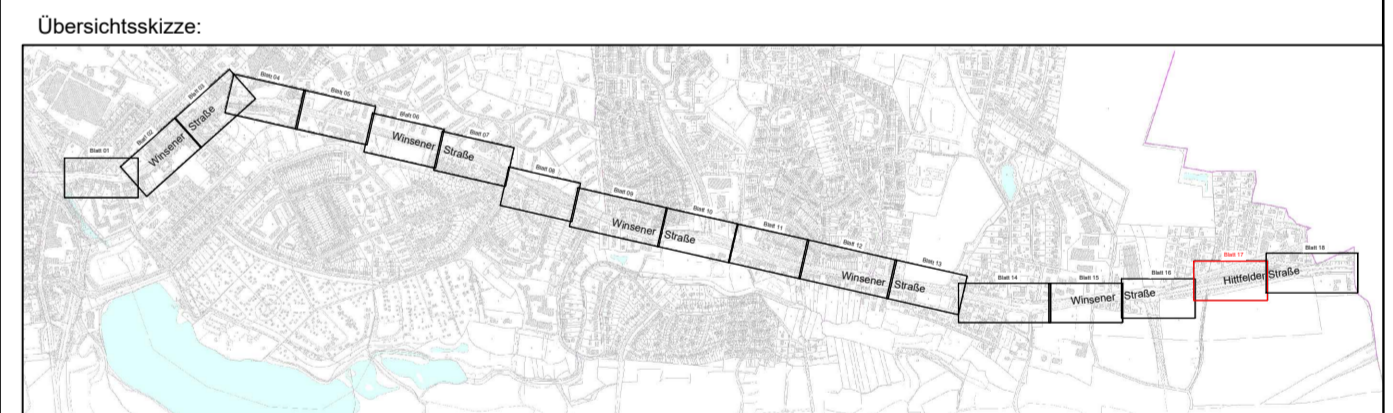 Übersichtsskizze:
Blatt 01
Blatt 02
Blatt 03
Winsener Straße
Blatt 04
Blatt 05
Blatt 06
Blatt 07
Winsener Straße
Blatt 08
Blatt 09
Blatt 10
Winsener Straße
Blatt 11
Blatt 12
Blatt 13
Winsener Straße
Blatt 14
Blatt 15
Blatt 16
Winsener Straße
Blatt 17
Blatt 18
Hittfelder Straße